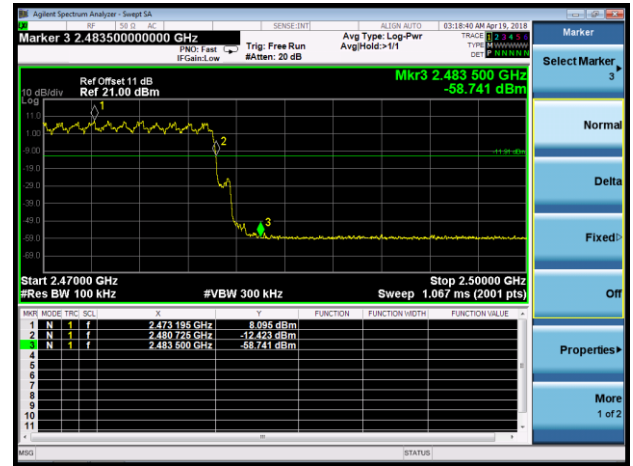 Agilent Spectrum Analyzer - Swept SA
RF 50 Ω AC SENSE:INT ALIGN AUTO 03:18:40 AM Apr 19, 2018
Marker 3 2.483500000000 GHz
PNO: Fast
IFGain:Low
Trig: Free Run
#Atten: 20 dB
Avg Type: Log-Pwr
Avg|Hold:>1/1
TRACE 1 2 3 4 5 6
TYPE M WWWWW
DET P N N N N N
Ref Offset 11 dB
Ref 21.00 dBm
10 dB/div
Log
Mkr3 2.483 500 GHz
-58.741 dBm
1
11.0
1.00
2
-9.00
-11.91 dBm
-19.0
-29.0
-39.0
-49.0
3
-59.0
-69.0
Start 2.47000 GHz Stop 2.50000 GHz
#Res BW 100 kHz #VBW 300 kHz Sweep 1.067 ms (2001 pts)
MKR MODE TRC SCL X Y FUNCTION FUNCTION WIDTH FUNCTION VALUE
1 N 1 f 2.473 195 GHz 8.095 dBm
2 N 1 f 2.480 725 GHz -12.423 dBm
3 N 1 f 2.483 500 GHz -58.741 dBm
4
5
6
7
8
9
10
11
MSG STATUS
Marker
Select Marker
3
Normal
Delta
Fixed
Off
Properties
More
1 of 2